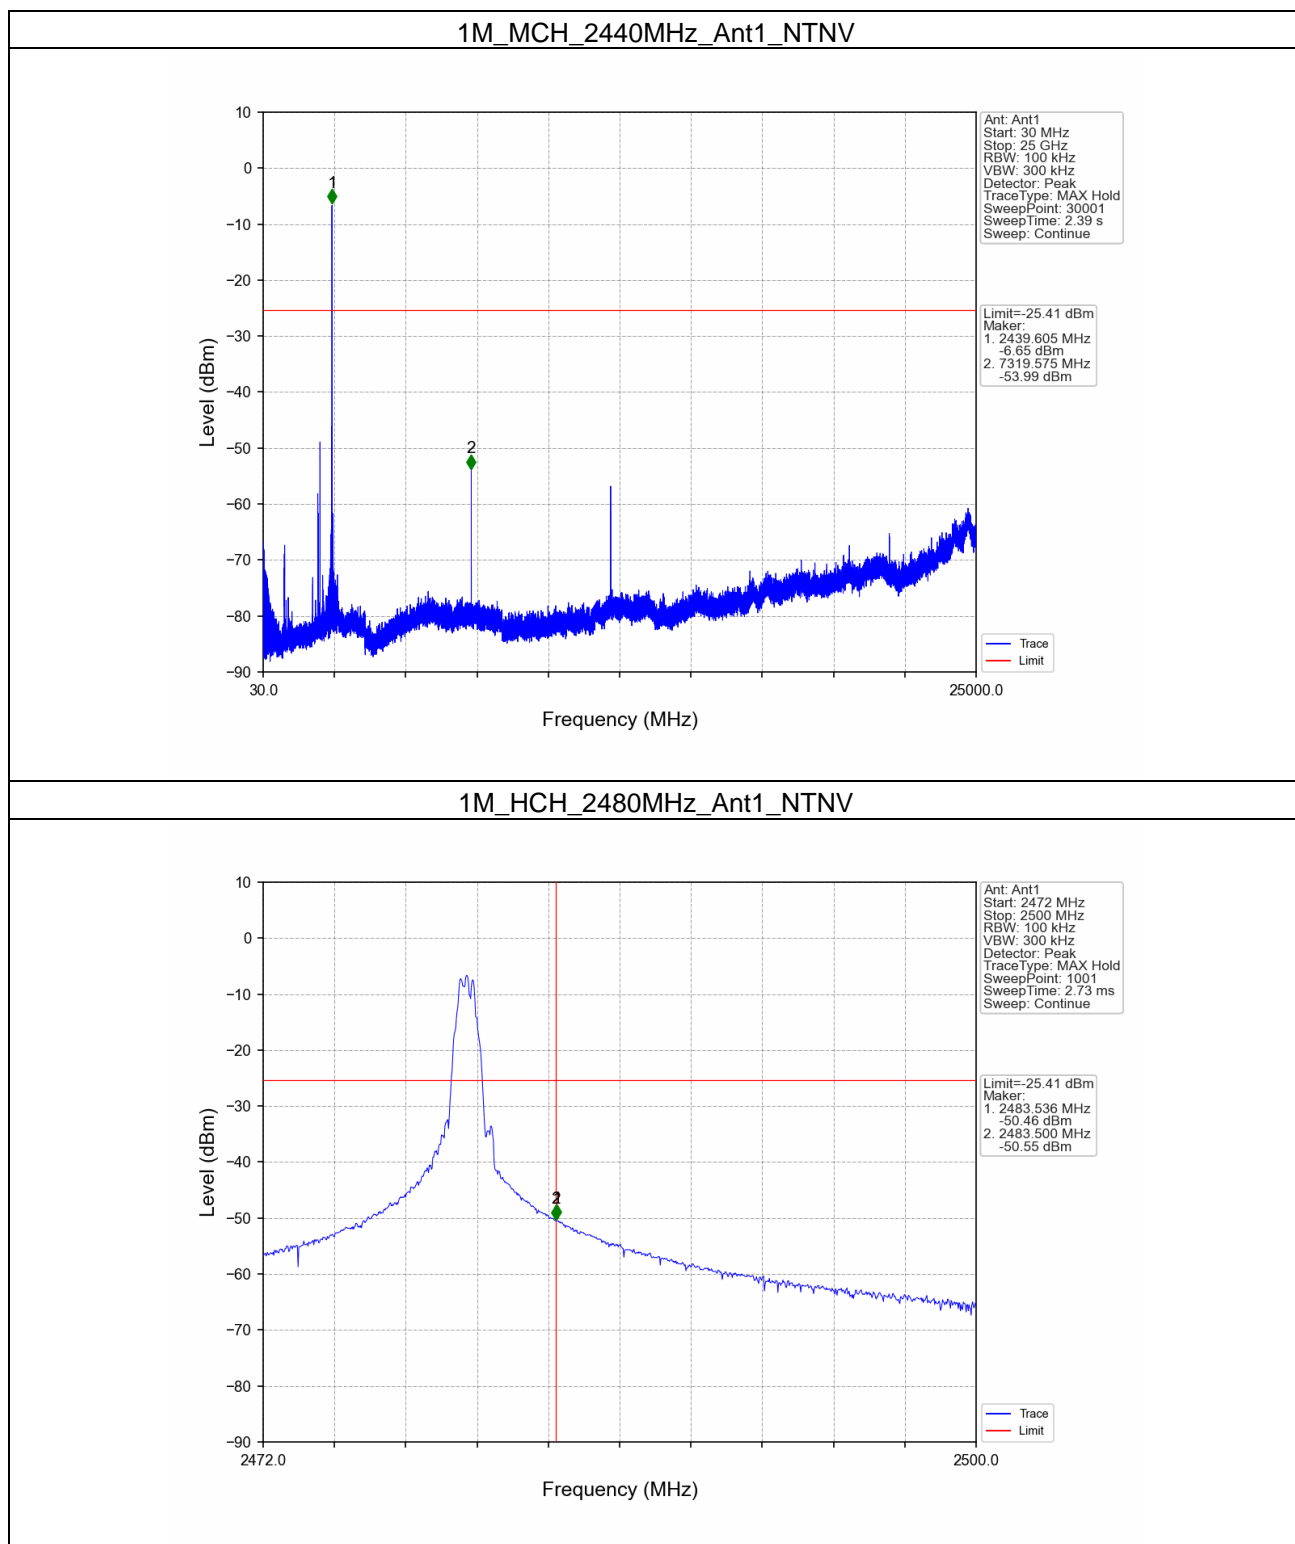 1M_MCH_2440MHz_Ant1_NTNV
10
0
−10
−20
−30
−40
−50
−60
−70
−80
−90
Level (dBm)
1
2
30.0
25000.0
Frequency (MHz)
Ant: Ant1
Start: 30 MHz
Stop: 25 GHz
RBW: 100 kHz
VBW: 300 kHz
Detector: Peak
TraceType: MAX Hold
SweepPoint: 30001
SweepTime: 2.39 s
Sweep: Continue
Limit=-25.41 dBm
Maker:
1. 2439.605 MHz
-6.65 dBm
2. 7319.575 MHz
-53.99 dBm
Trace
Limit
1M_HCH_2480MHz_Ant1_NTNV
10
0
−10
−20
−30
−40
−50
−60
−70
−80
−90
Level (dBm)
1
2
2472.0
2500.0
Frequency (MHz)
Ant: Ant1
Start: 2472 MHz
Stop: 2500 MHz
RBW: 100 kHz
VBW: 300 kHz
Detector: Peak
TraceType: MAX Hold
SweepPoint: 1001
SweepTime: 2.73 ms
Sweep: Continue
Limit=-25.41 dBm
Maker:
1. 2483.536 MHz
-50.46 dBm
2. 2483.500 MHz
-50.55 dBm
Trace
Limit